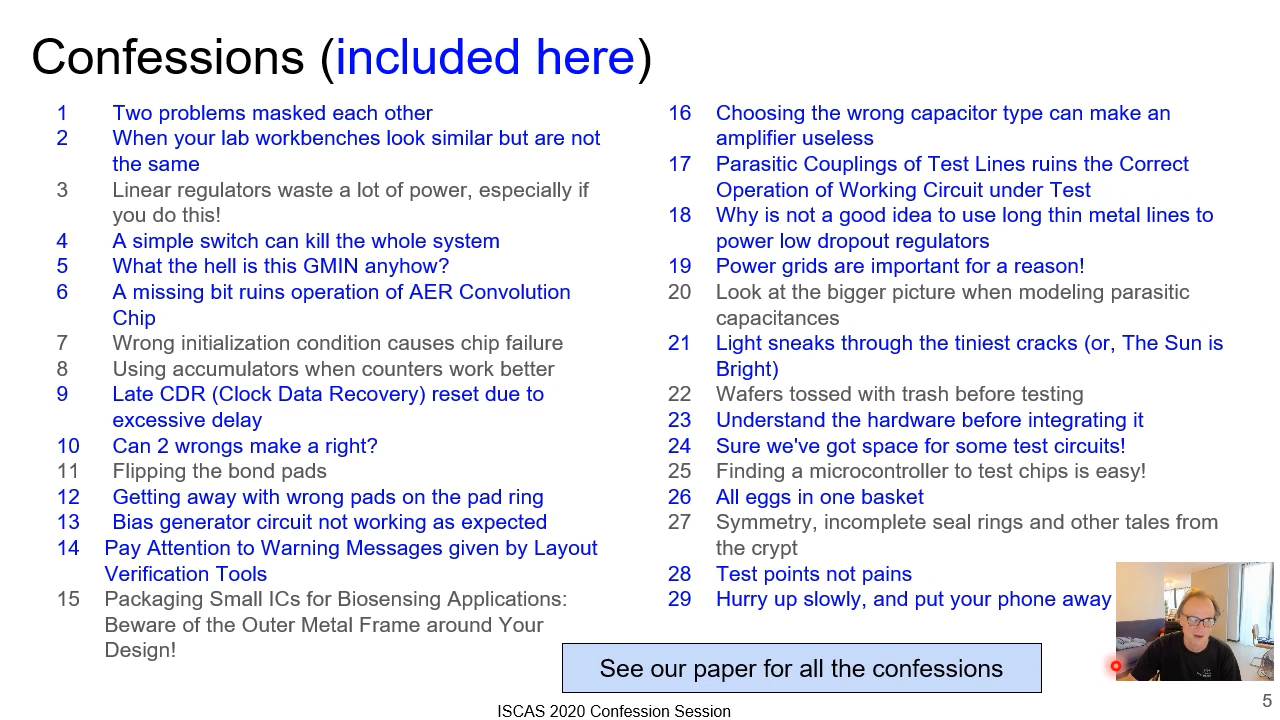 Confessions (included here)
1 Two problems masked each other
2 When your lab workbenches look similar but are not
the same
3 Linear regulators waste a lot of power, especially if
you do this!
4 A simple switch can kill the whole system
5 What the hell is this GMIN anyhow?
6 A missing bit ruins operation of AER Convolution
Chip
7 Wrong initialization condition causes chip failure
8 Using accumulators when counters work better
9 Late CDR (Clock Data Recovery) reset due to
excessive delay
10 Can 2 wrongs make a right?
11 Flipping the bond pads
12 Getting away with wrong pads on the pad ring
13 Bias generator circuit not working as expected
14 Pay Attention to Warning Messages given by Layout
Verification Tools
15 Packaging Small ICs for Biosensing Applications:
Beware of the Outer Metal Frame around Your
Design!
16 Choosing the wrong capacitor type can make an
amplifier useless
17 Parasitic Couplings of Test Lines ruins the Correct
Operation of Working Circuit under Test
18 Why is not a good idea to use long thin metal lines to
power low dropout regulators
19 Power grids are important for a reason!
20 Look at the bigger picture when modeling parasitic
capacitances
21 Light sneaks through the tiniest cracks (or, The Sun is
Bright)
22 Wafers tossed with trash before testing
23 Understand the hardware before integrating it
24 Sure we've got space for some test circuits!
25 Finding a microcontroller to test chips is easy!
26 All eggs in one basket
27 Symmetry, incomplete seal rings and other tales from
the crypt
28 Test points not pains
29 Hurry up slowly, and put your phone away
See our paper for all the confessions
ISCAS 2020 Confession Session
5